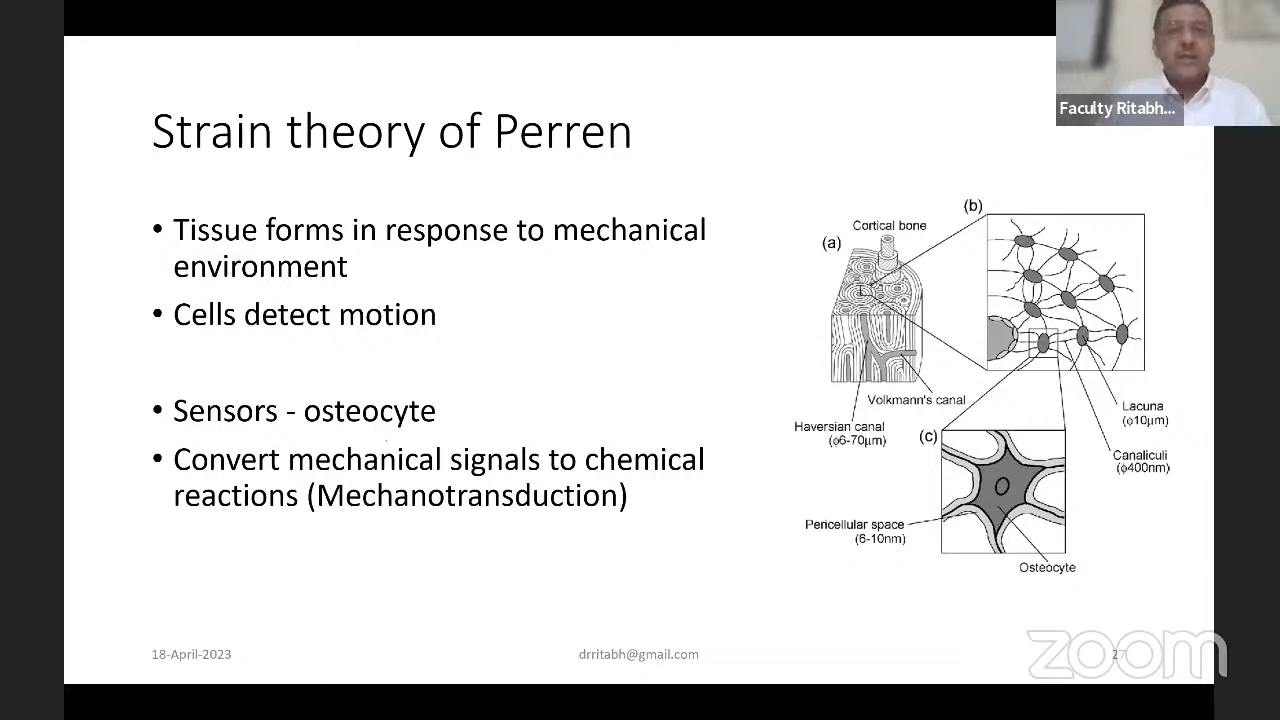 Faculty Ritabh...
Strain theory of Perren
• Tissue forms in response to mechanical
environment
• Cells detect motion
• Sensors - osteocyte
• Convert mechanical signals to chemical
reactions (Mechanotransduction)
(a)
Cortical bone
(b)
Volkmann's canal
Haversian canal
(ϕ6-70μm)
Lacuna
(ϕ10μm)
Canaliculi
(ϕ400nm)
(c)
Pericellular space
(6-10nm)
Osteocyte
18-April-2023
drritabh@gmail.com
27
zoom